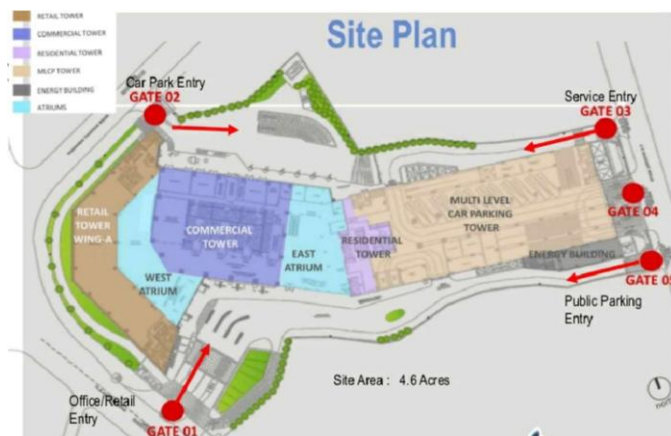 RETAIL TOWER
COMMERCIAL TOWER
RESIDENTIAL TOWER
MLCP TOWER
ENERGY BUILDING
ATRIUMS
Site Plan
Car Park Entry
GATE 02
Service Entry
GATE 03
GATE 04
RETAIL
TOWER
WING-A
COMMERCIAL
TOWER
WEST
ATRIUM
EAST
ATRIUM
RESIDENTIAL
TOWER
MULTI LEVEL
CAR PARKING
TOWER
ENERGY BUILDING
GATE 05
Public Parking
Entry
Site Area : 4.6 Acres
Office/Retail
Entry
GATE 01